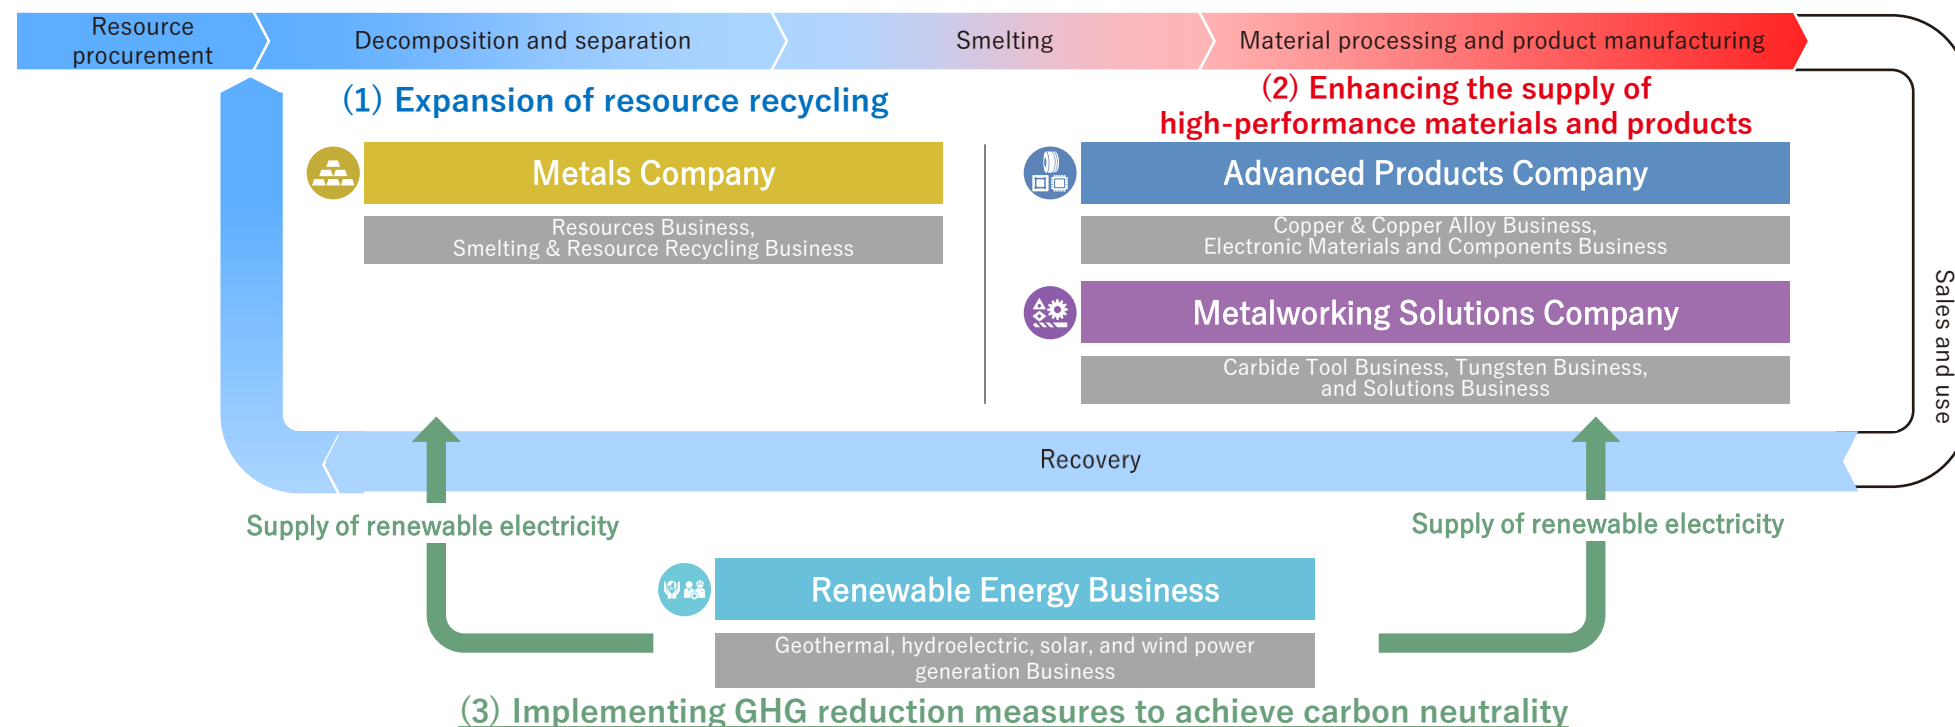 Resource
procurement
Decomposition and separation
Smelting
Material processing and product manufacturing
(1) Expansion of resource recycling
(2) Enhancing the supply of
high-performance materials and products
Metals Company
Resources Business,
Smelting & Resource Recycling Business
Advanced Products Company
Copper & Copper Alloy Business,
Electronic Materials and Components Business
Metalworking Solutions Company
Carbide Tool Business, Tungsten Business,
and Solutions Business
Sales and use
Recovery
Supply of renewable electricity
Supply of renewable electricity
Renewable Energy Business
Geothermal, hydroelectric, solar, and wind power
generation Business
(3) Implementing GHG reduction measures to achieve carbon neutrality